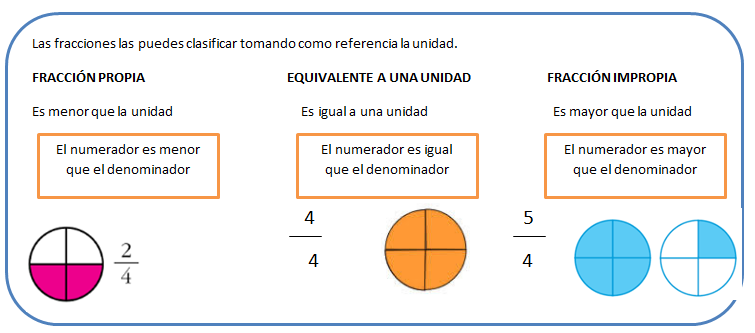 Las fracciones las puedes clasificar tomando como referencia la unidad.
FRACCIÓN PROPIA
Es menor que la unidad
El numerador es menor
que el denominador
2
4
EQUIVALENTE A UNA UNIDAD
Es igual a una unidad
El numerador es igual
que el denominador
4
4
FRACCIÓN IMPROPIA
Es mayor que la unidad
El numerador es mayor
que el denominador
5
4